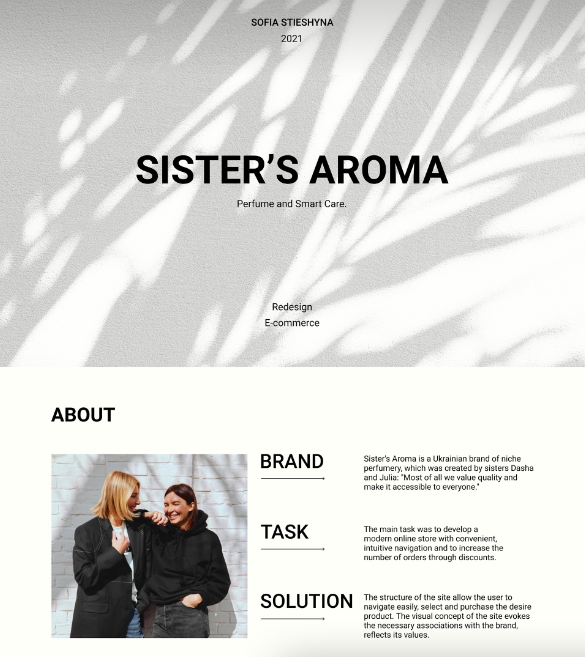 SOFIA STIESHYNA
2021
SISTER’S AROMA
Perfume and Smart Care.
Redesign
E-commerce
ABOUT
BRAND
Sister's Aroma is a Ukrainian brand of niche
perfumery, which was created by sisters Dasha
and Julia: "Most of all we value quality and
make it accessible to everyone."
TASK
The main task was to develop a
modern online store with convenient,
intuitive navigation and to increase the
number of orders through discounts.
SOLUTION
The structure of the site allow the user to
navigate easily, select and purchase the desire
product. The visual concept of the site evokes
the necessary associations with the brand,
reflects its values.